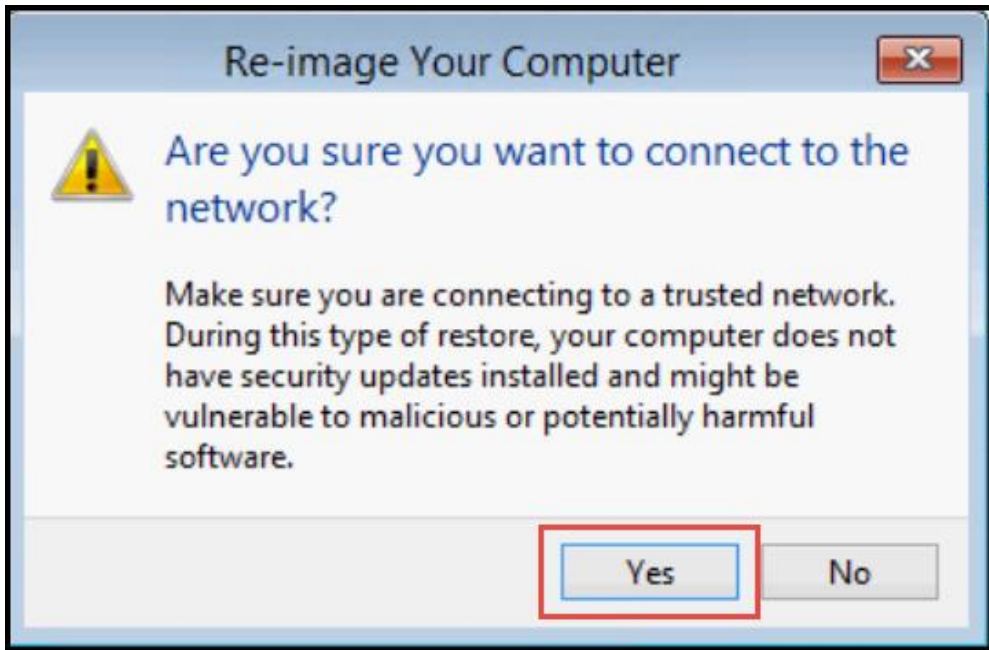 Re-image Your Computer
Are you sure you want to connect to the
network?
Make sure you are connecting to a trusted network.
During this type of restore, your computer does not
have security updates installed and might be
vulnerable to malicious or potentially harmful
software.
Yes No